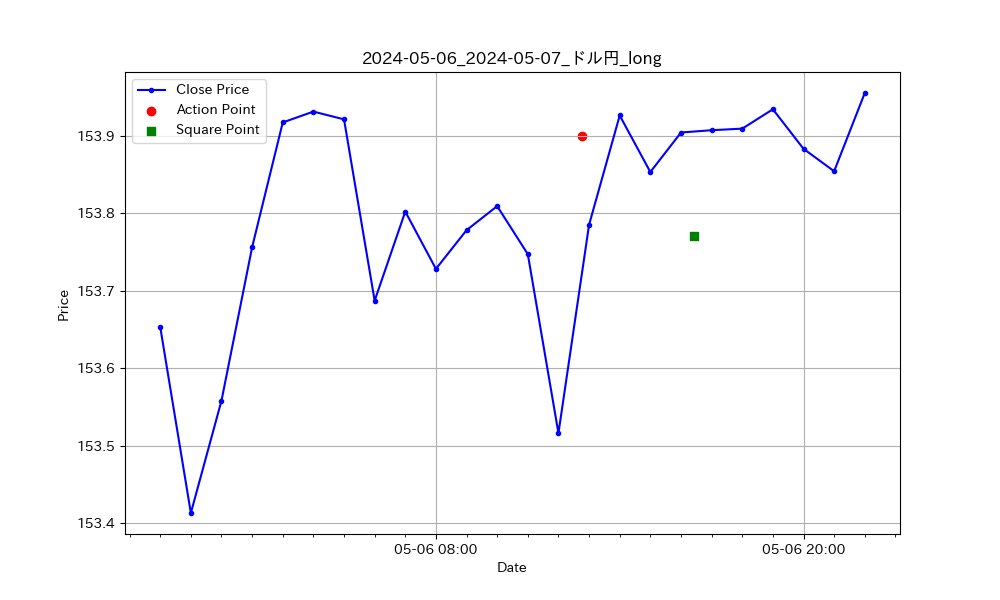 2024-05-06_2024-05-07_ドル円_long
Close Price
Action Point
Square Point
153.9
153.8
153.7
153.6
153.5
153.4
Price
05-06 08:00
05-06 20:00
Date